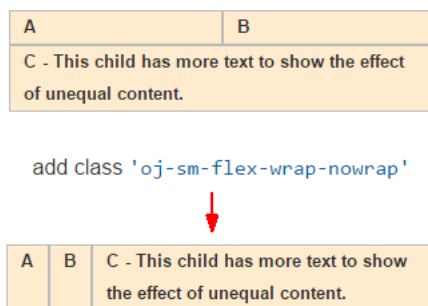 A B
C - This child has more text to show the effect
of unequal content.
add class 'oj-sm-flex-wrap-nowrap'
A B C - This child has more text to show
the effect of unequal content.